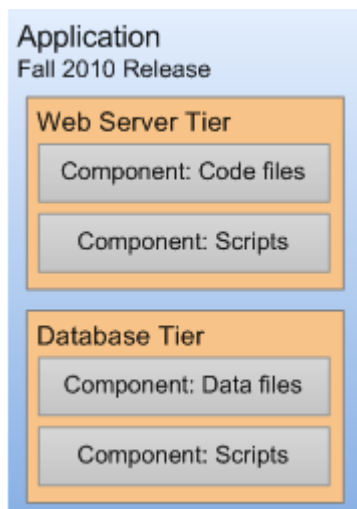 Application
Fall 2010 Release
Web Server Tier
Component: Code files
Component: Scripts
Database Tier
Component: Data files
Component: Scripts